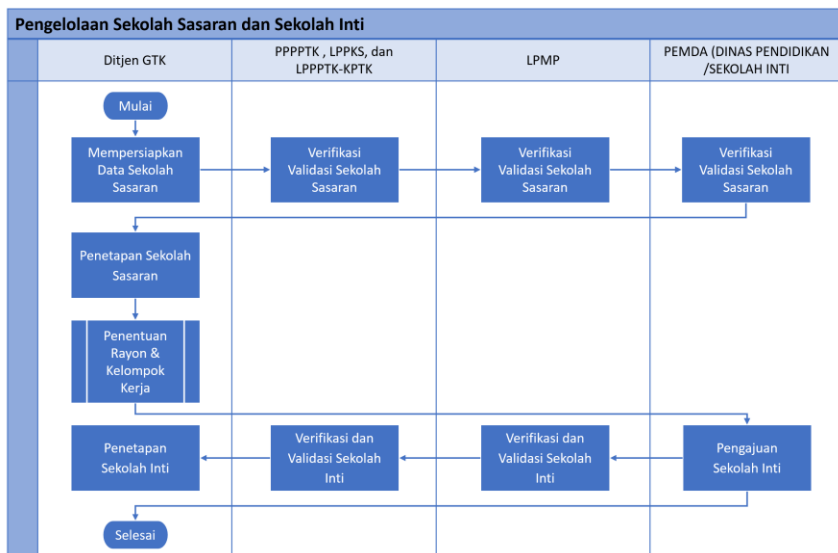 Pengelolaan Sekolah Sasaran dan Sekolah Inti
Ditjen GTK
PPPPTK , LPPKS, dan
LPPPTK-KPTK
LPMP
PEMDA (DINAS PENDIDIKAN
/SEKOLAH INTI
Mulai
Mempersiapkan
Data Sekolah
Sasaran
Verifikasi
Validasi Sekolah
Sasaran
Verifikasi
Validasi Sekolah
Sasaran
Verifikasi
Validasi Sekolah
Sasaran
Penetapan Sekolah
Sasaran
Penentuan
Rayon &
Kelompok
Kerja
Penetapan
Sekolah Inti
Verifikasi dan
Validasi Sekolah
Inti
Verifikasi dan
Validasi Sekolah
Inti
Pengajuan
Sekolah Inti
Selesai